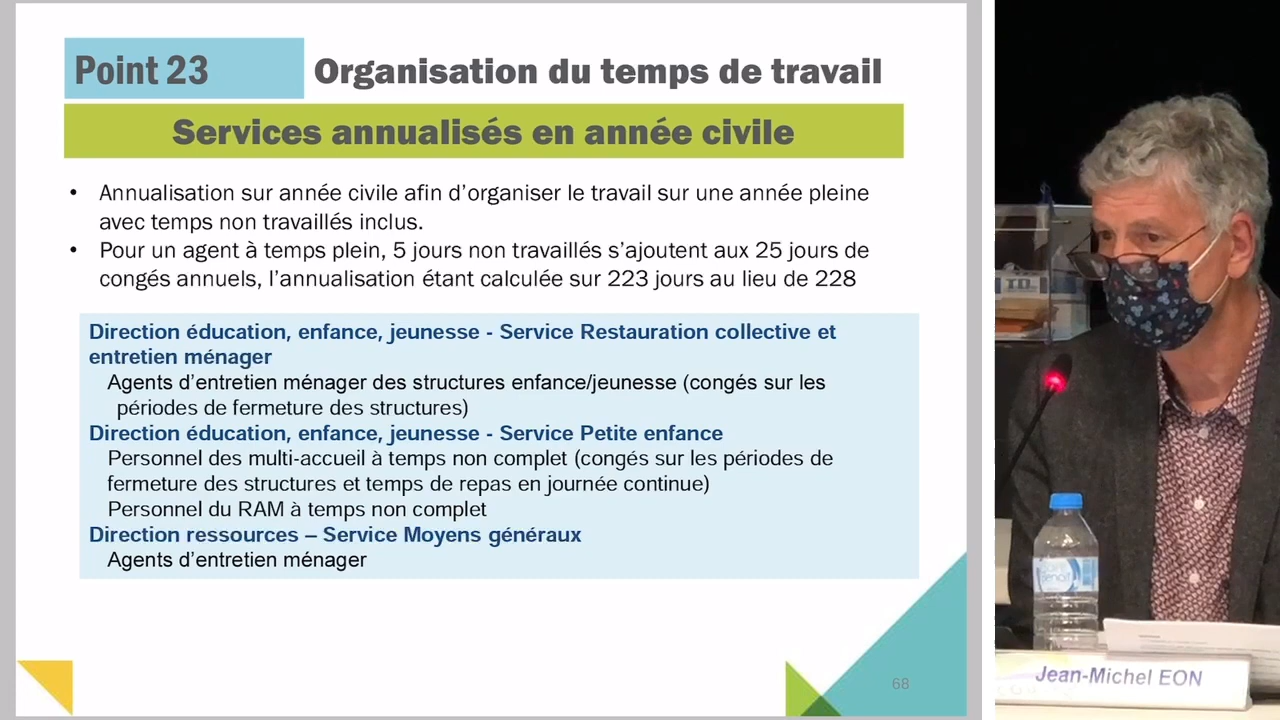 Point 23
Organisation du temps de travail
Services annualisés en année civile
• Annualisation sur année civile afin d’organiser le travail sur une année pleine
avec temps non travaillés inclus.
• Pour un agent à temps plein, 5 jours non travaillés s’ajoutent aux 25 jours de
congés annuels, l’annualisation étant calculée sur 223 jours au lieu de 228
Direction éducation, enfance, jeunesse - Service Restauration collective et
entretien ménager
Agents d’entretien ménager des structures enfance/jeunesse (congés sur les
périodes de fermeture des structures)
Direction éducation, enfance, jeunesse - Service Petite enfance
Personnel des multi-accueil à temps non complet (congés sur les périodes de
fermeture des structures et temps de repas en journée continue)
Personnel du RAM à temps non complet
Direction ressources – Service Moyens généraux
Agents d’entretien ménager
68
Jean-Michel EON